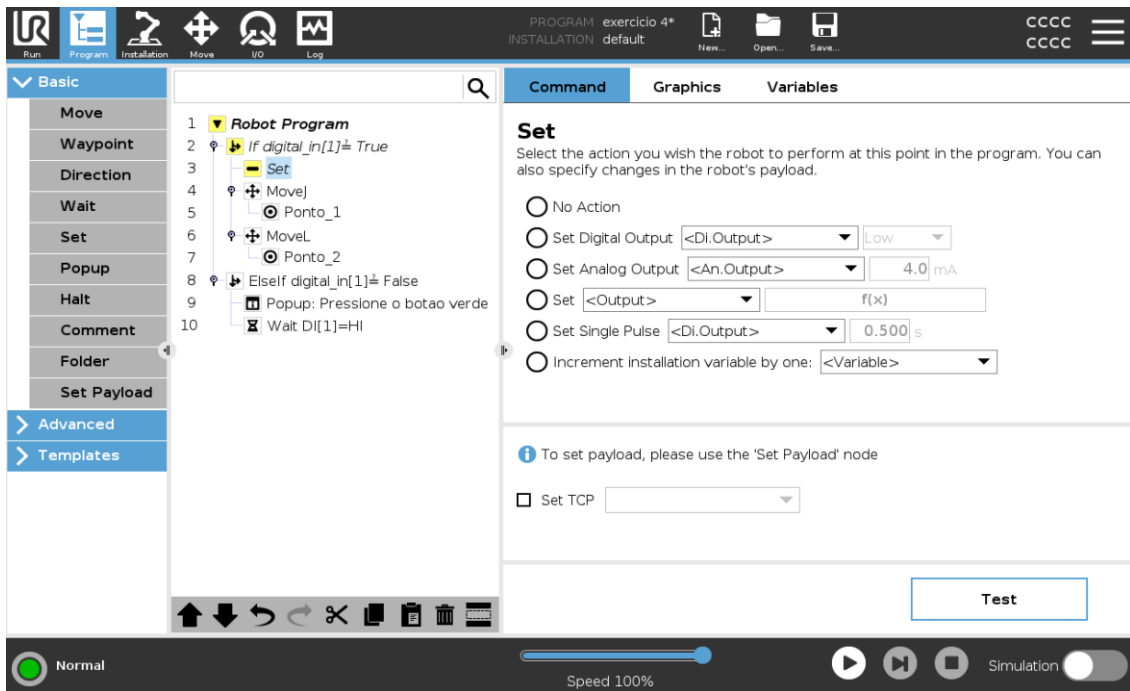 UR
Run
Program
Installation
Move
I/O
Log
PROGRAM exercicio 4*
INSTALLATION default
New...
Open...
Save...
CCCC
CCCC
Basic
Move
Waypoint
Direction
Wait
Set
Popup
Halt
Comment
Folder
Set Payload
Advanced
Templates
1 Robot Program
2 If digital_in[1]≟ True
3 Set
4 MoveJ
5 Ponto_1
6 MoveL
7 Ponto_2
8 ElseIf digital_in[1]≟ False
9 Popup: Pressione o botao verde
10 Wait DI[1]=HI
Command Graphics Variables
Set
Select the action you wish the robot to perform at this point in the program. You can
also specify changes in the robot's payload.
No Action
Set Digital Output <Di.Output> Low
Set Analog Output <An.Output> 4.0 mA
Set <Output> f(x)
Set Single Pulse <Di.Output> 0.500 s
Increment installation variable by one: <Variable>
To set payload, please use the 'Set Payload' node
Set TCP
Test
Normal
Speed 100%
Simulation